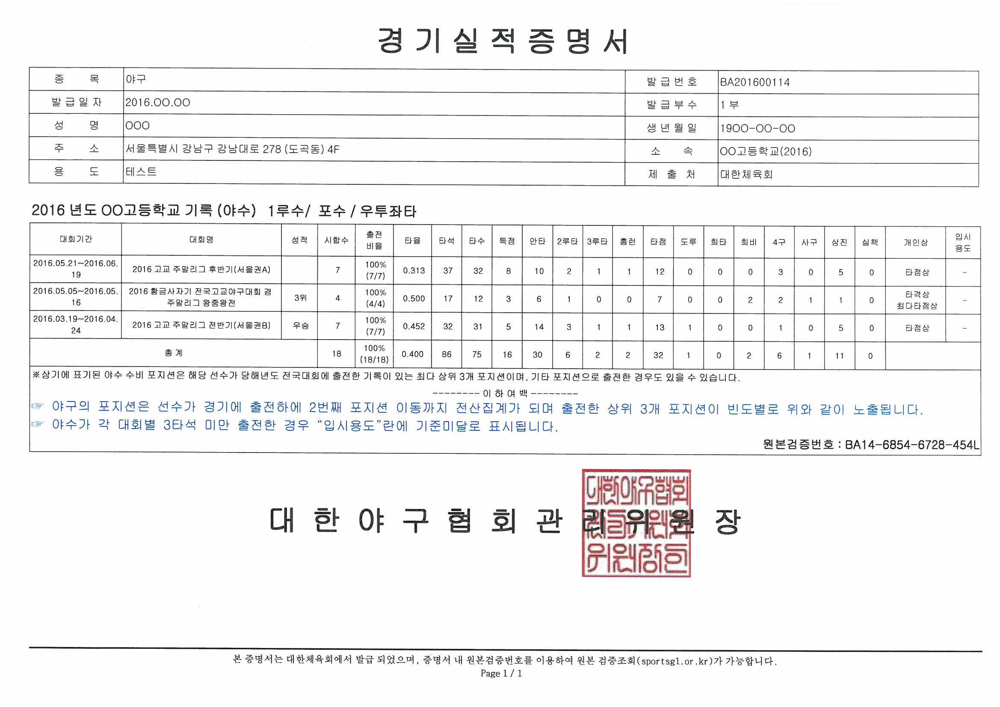 경기실적증명서
종 목 야구 발급번호 BA201600114
발급일자 2016.OO.OO 발급부수 1 부
성 명 OOO 생년월일 19OO-OO-OO
주 소 서울특별시 강남구 강남대로 278 (도곡동) 4F 소 속 OO고등학교(2016)
용 도 테스트 제 출 처 대한체육회
2016 년도 OO고등학교 기록 (야수) 1루수/ 포수 / 우투좌타
대회기간 대회명 성적 시합수 출전 비율 타율 타석 타수 득점 안타 2루타 3루타 홈런 타점 도루 희타 희비 4구 사구 삼진 실책 개인상 입시 용도
2016.05.21~2016.06.19 2016 고교 주말리그 후반기(서울권A) 7 100% (7/7) 0.313 37 32 8 10 2 1 1 12 0 0 0 3 0 5 0 타점상 -
2016.05.05~2016.05.16 2016 황금사자기 전국고교야구대회 겸 주말리그 왕중왕전 3위 4 100% (4/4) 0.500 17 12 3 6 1 0 0 7 0 0 2 2 1 1 0 타격상 최다타점상 -
2016.03.19~2016.04.24 2016 고교 주말리그 전반기(서울권B) 우승 7 100% (7/7) 0.452 32 31 5 14 3 1 1 13 1 0 0 1 0 5 0 타점상 -
총 계 18 100% (18/18) 0.400 86 75 16 30 6 2 2 32 1 0 2 6 1 11 0
※상기에 표기된 야수 수비 포지션은 해당 선수가 당해년도 전국대회에 출전한 기록이 있는 최다 상위 3개 포지션이며, 기타 포지션으로 출전한 경우도 있을 수 있습니다.
-------- 이 하 여 백 --------
☞ 야구의 포지션은 선수가 경기에 출전하에 2번째 포지션 이동까지 전산집계가 되며 출전한 상위 3개 포지션이 빈도별로 위와 같이 노출됩니다.
☞ 야수가 각 대회별 3타석 미만 출전한 경우 “입시용도”란에 기준미달로 표시됩니다.
원본검증번호 : BA14-6854-6728-454L
대한야구협회관리위원장
본 증명서는 대한체육회에서 발급 되었으며, 증명서 내 원본검증번호를 이용하여 원본 검증조회(sportsg1.or.kr)가 가능합니다.
Page 1 / 1